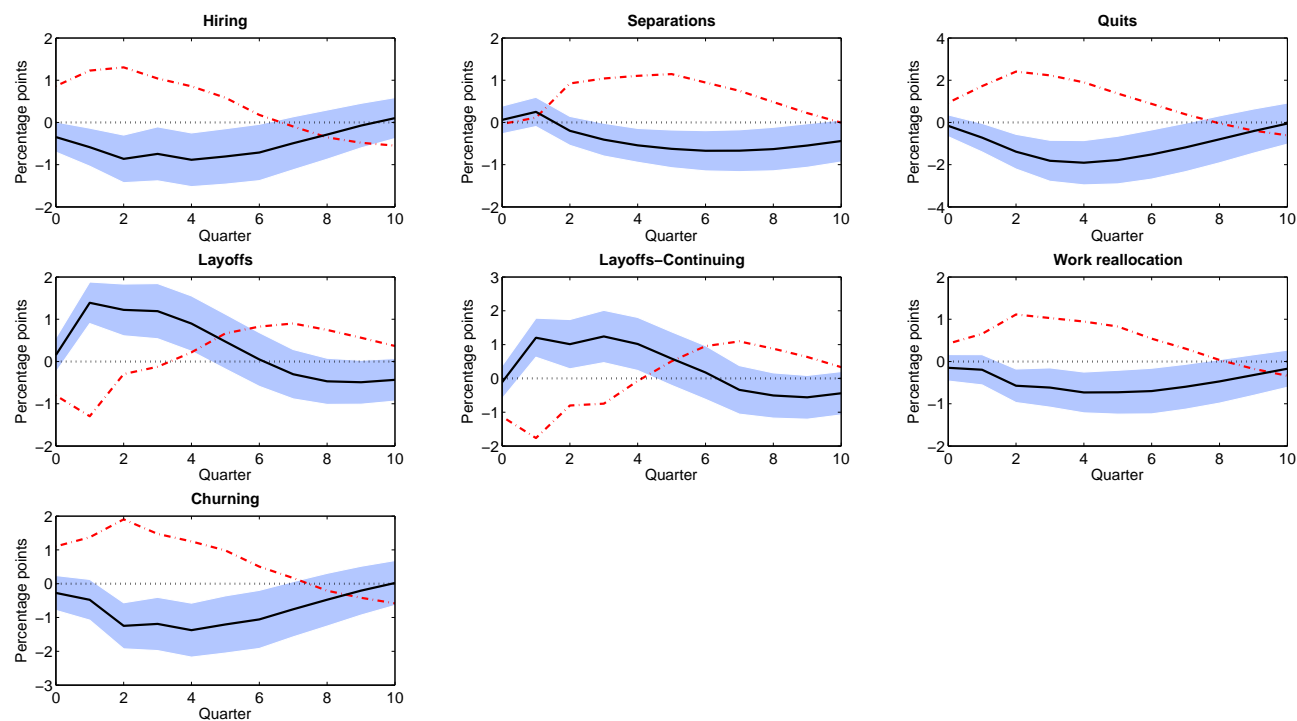 Hiring
Percentage points
2
1
0
−1
−2
0 2 4 6 8 10
Quarter
Separations
Percentage points
2
1
0
−1
−2
0 2 4 6 8 10
Quarter
Quits
Percentage points
4
2
0
−2
−4
0 2 4 6 8 10
Quarter
Layoffs
Percentage points
2
1
0
−1
−2
0 2 4 6 8 10
Quarter
Layoffs−Continuing
Percentage points
3
2
1
0
−1
−2
0 2 4 6 8 10
Quarter
Work reallocation
Percentage points
2
1
0
−1
−2
0 2 4 6 8 10
Quarter
Churning
Percentage points
2
1
0
−1
−2
−3
0 2 4 6 8 10
Quarter